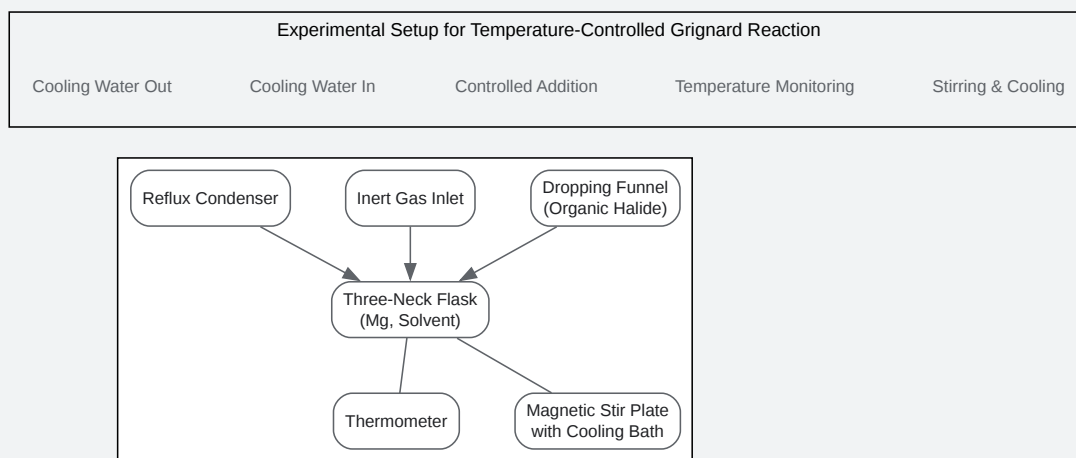 Experimental Setup for Temperature-Controlled Grignard Reaction
Cooling Water Out
Cooling Water In
Controlled Addition
Temperature Monitoring
Stirring & Cooling
Reflux Condenser
Inert Gas Inlet
Dropping Funnel
(Organic Halide)
Three-Neck Flask
(Mg, Solvent)
Thermometer
Magnetic Stir Plate
with Cooling Bath